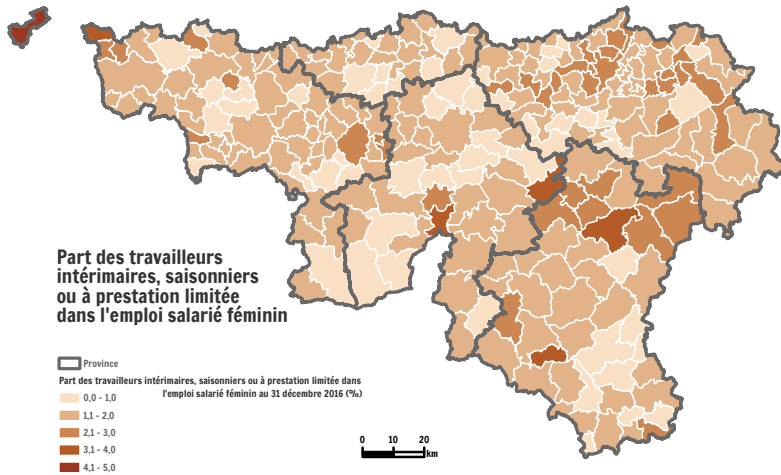 Part des travailleurs
intérimaires, saisonniers
ou à prestation limitée
dans l'emploi salarié féminin
Province
Part des travailleurs intérimaires, saisonniers ou à prestation limitée dans
l'emploi salarié féminin au 31 décembre 2016 (%)
0,0 - 1,0
1,1 - 2,0
2,1 - 3,0
3,1 - 4,0
4,1 - 5,0
0 10 20
km